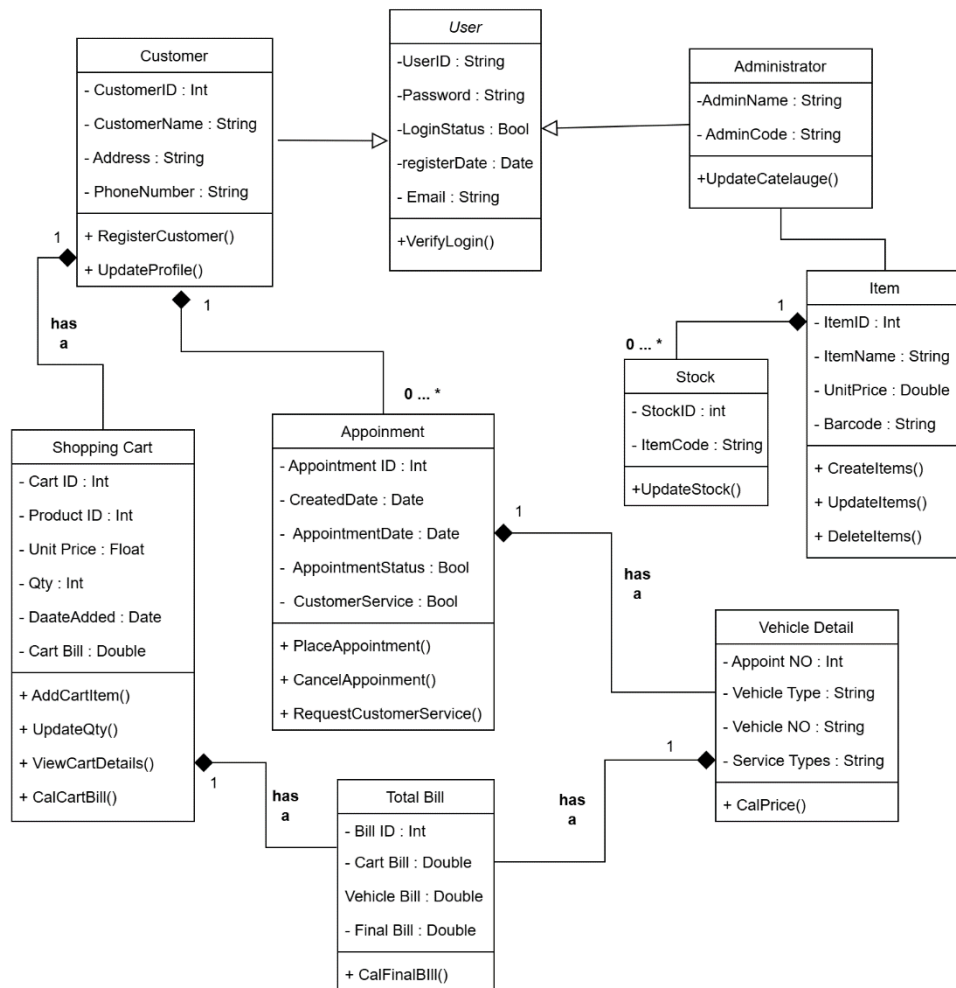 User
-UserID : String
-Password : String
-LoginStatus : Bool
-registerDate : Date
- Email : String
+VerifyLogin()
Customer
- CustomerID : Int
- CustomerName : String
- Address : String
- PhoneNumber : String
+ RegisterCustomer()
+ UpdateProfile()
Administrator
-AdminName : String
- AdminCode : String
+UpdateCatelauge()
1
has
a
1
0 ... *
Item
- ItemID : Int
- ItemName : String
- UnitPrice : Double
- Barcode : String
+ CreateItems()
+ UpdateItems()
+ DeleteItems()
1
0 ... *
Stock
- StockID : int
- ItemCode : String
+UpdateStock()
Shopping Cart
- Cart ID : Int
- Product ID : Int
- Unit Price : Float
- Qty : Int
- DaateAdded : Date
- Cart Bill : Double
+ AddCartItem()
+ UpdateQty()
+ ViewCartDetails()
+ CalCartBill()
Appoinment
- Appointment ID : Int
- CreatedDate : Date
- AppointmentDate : Date
- AppointmentStatus : Bool
- CustomerService : Bool
+ PlaceAppointment()
+ CancelAppoinment()
+ RequestCustomerService()
1
has
a
Vehicle Detail
- Appoint NO : Int
- Vehicle Type : String
- Vehicle NO : String
- Service Types : String
+ CalPrice()
1
has
a
1
has
a
Total Bill
- Bill ID : Int
- Cart Bill : Double
Vehicle Bill : Double
- Final Bill : Double
+ CalFinalBIll()